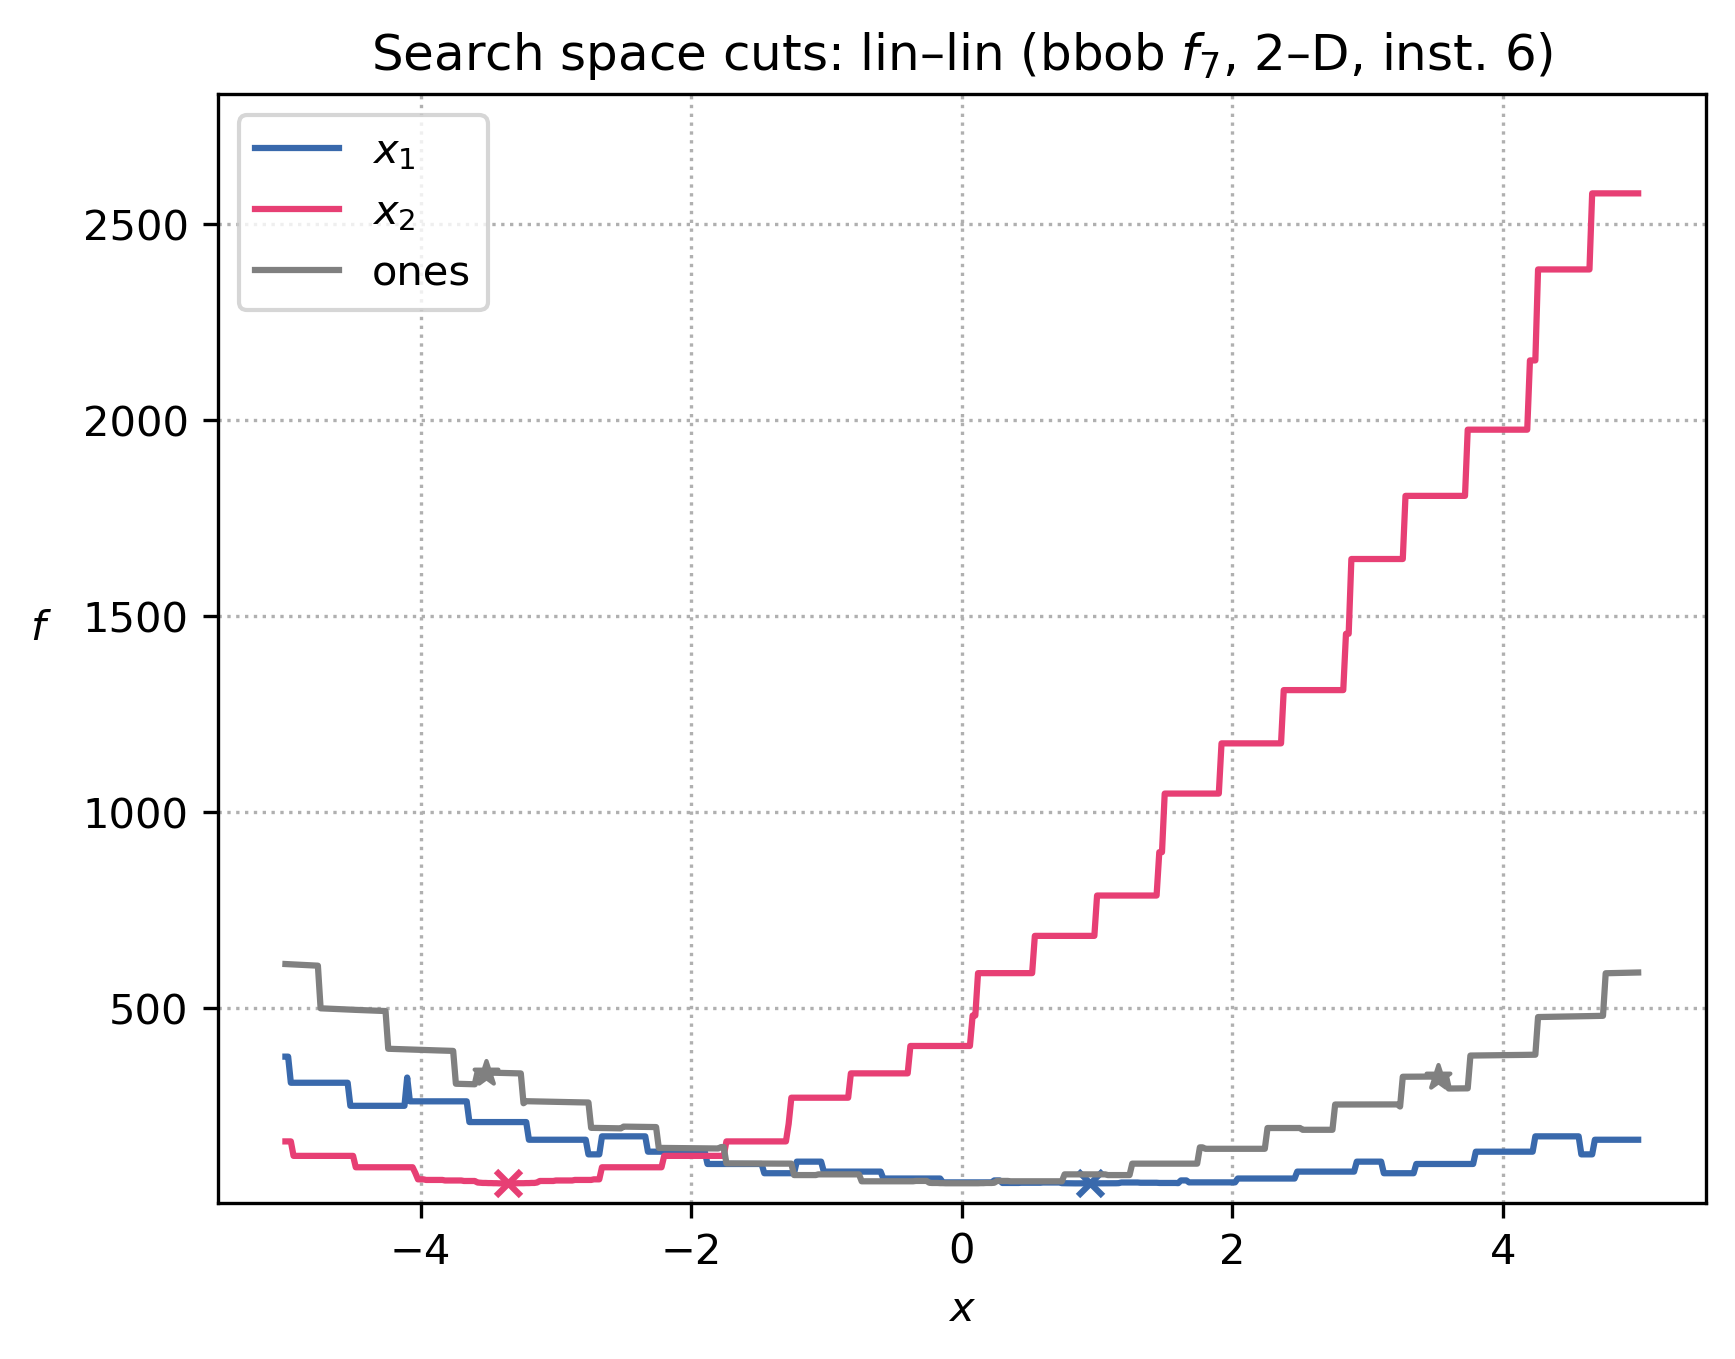 Search space cuts: lin–lin (bbob f₇, 2–D, inst. 6)
x₁
x₂
ones
2500
2000
1500
1000
500
f
−4
−2
0
2
4
x